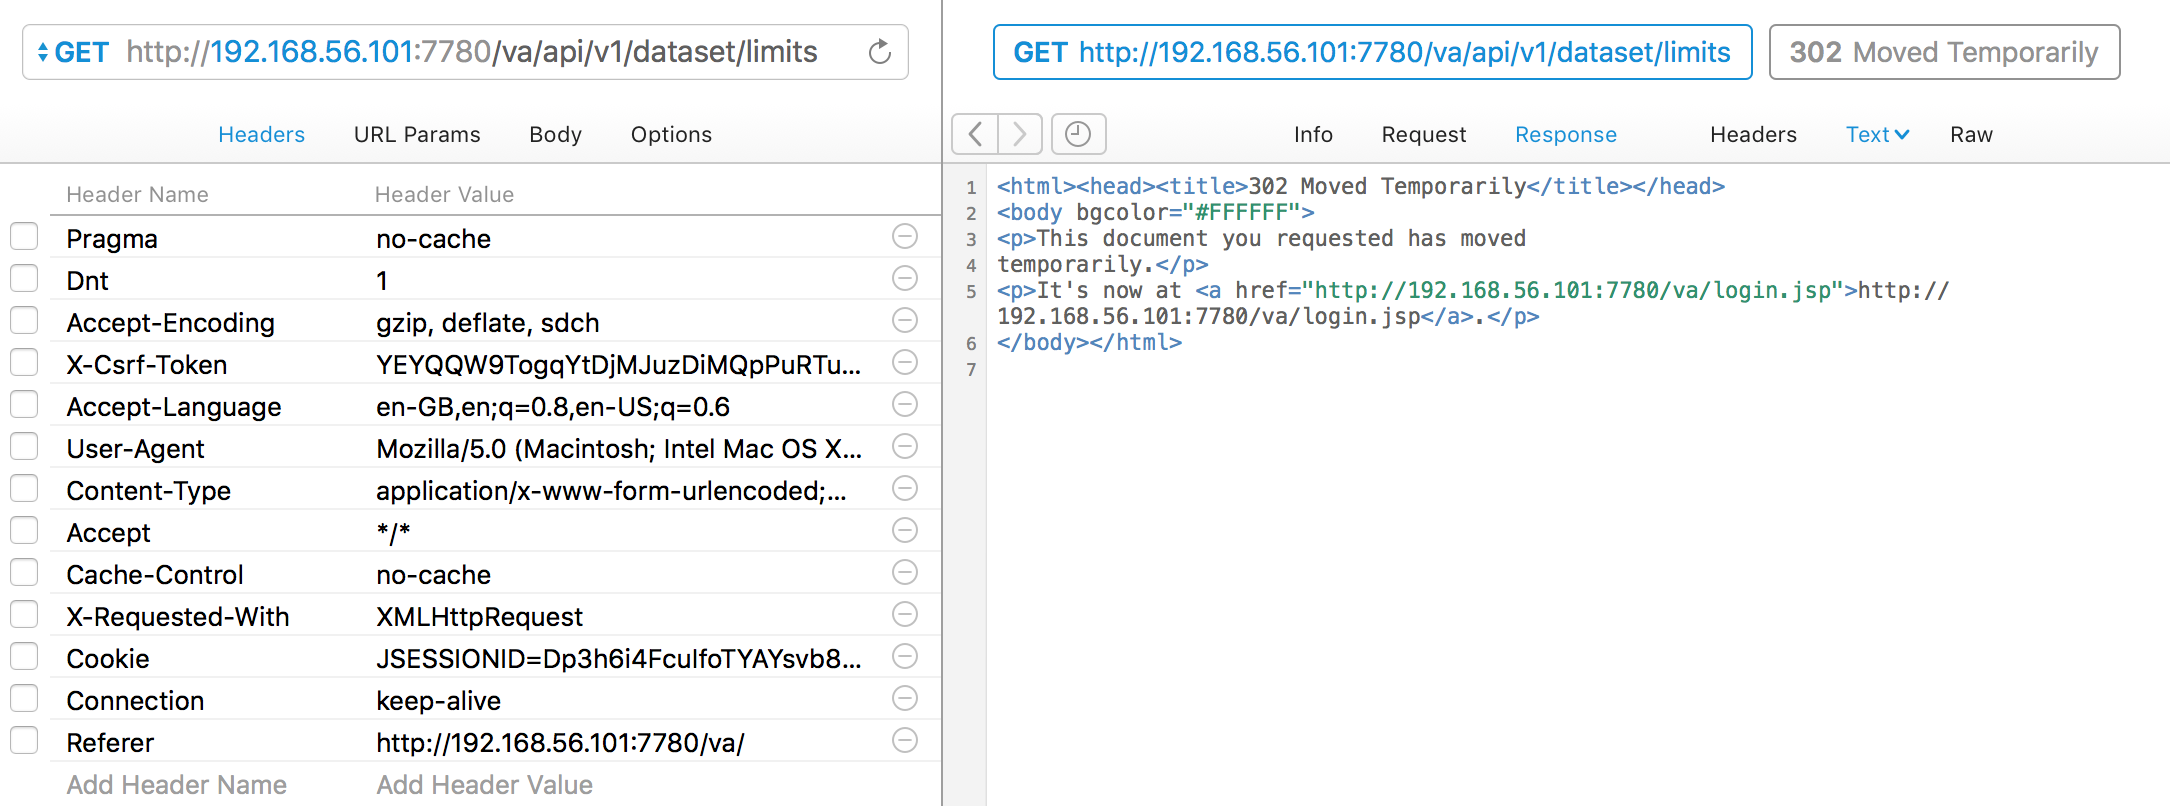 GET http://192.168.56.101:7780/va/api/v1/dataset/limits
Headers URL Params Body Options
Header Name Header Value
Pragma no-cache
Dnt 1
Accept-Encoding gzip, deflate, sdch
X-Csrf-Token YEYQQW9TogqYtDjMJuzDiMQpPuRTu...
Accept-Language en-GB,en;q=0.8,en-US;q=0.6
User-Agent Mozilla/5.0 (Macintosh; Intel Mac OS X...
Content-Type application/x-www-form-urlencoded;...
Accept */*
Cache-Control no-cache
X-Requested-With XMLHttpRequest
Cookie JSESSIONID=Dp3h6i4FculfoTYAYsvb8...
Connection keep-alive
Referer http://192.168.56.101:7780/va/
Add Header Name Add Header Value
GET http://192.168.56.101:7780/va/api/v1/dataset/limits 302 Moved Temporarily
Info Request Response Headers Text Raw
1 <html><head><title>302 Moved Temporarily</title></head>
2 <body bgcolor="#FFFFFF">
3 <p>This document you requested has moved
4 temporarily.</p>
5 <p>It's now at <a href="http://192.168.56.101:7780/va/login.jsp">http://
192.168.56.101:7780/va/login.jsp</a>.</p>
6 </body></html>
7